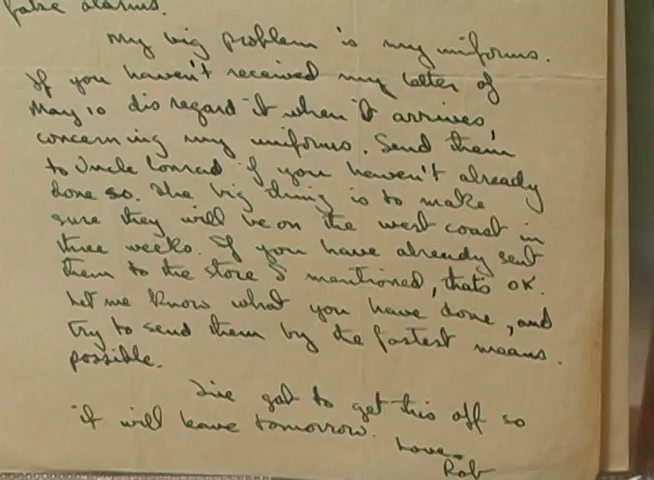 false alarms.
My big problem is my uniforms.
If you haven't received my letter of
May 10 disregard it when it arrives,
concerning my uniforms. Send them
to Uncle Conrad if you haven't already
done so. The big thing is to make
sure they will be on the west coast in
three weeks. If you have already sent
them to the store I mentioned, thats OK.
Let me know what you have done, and
try to send them by the fastest means
possible.
I've got to get this off so
it will leave tomorrow.
Love,
Rob